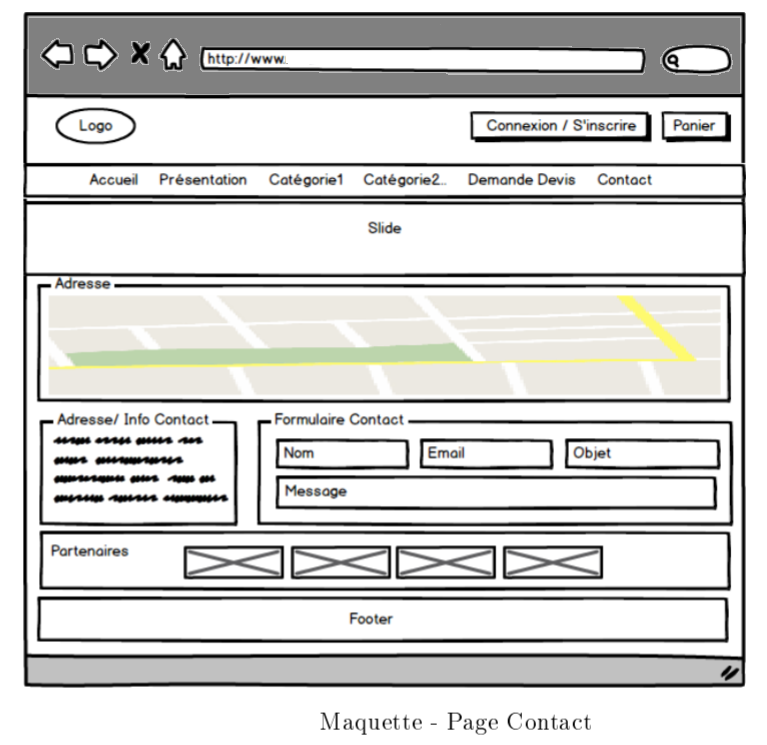 http://www..
Logo
Connexion / S'inscrire
Panier
Accueil Présentation Catégorie1 Catégorie2.. Demande Devis Contact
Slide
Adresse
Adresse/ Info Contact
Formulaire Contact
Nom Email Objet
Message
Partenaires
Footer
Maquette - Page Contact